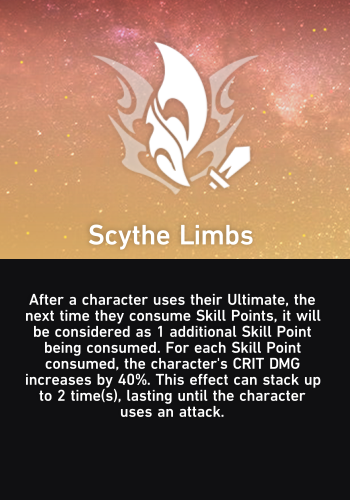 Scythe Limbs
After a character uses their Ultimate, the
next time they consume Skill Points, it will
be considered as 1 additional Skill Point
being consumed. For each Skill Point
consumed, the character's CRIT DMG
increases by 40%. This effect can stack up
to 2 time(s), lasting until the character
uses an attack.